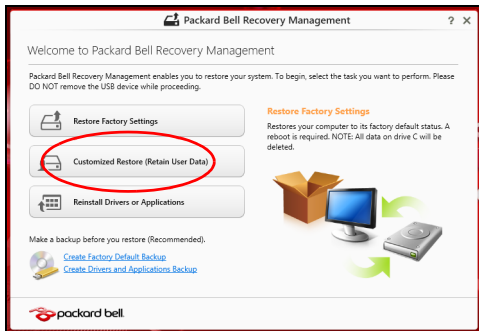 Packard Bell Recovery Management
? X
Welcome to Packard Bell Recovery Management
Packard Bell Recovery Management enables you to restore your system. To begin, select the task you want to perform. Please
DO NOT remove the USB device while proceeding.
Restore Factory Settings
Customized Restore (Retain User Data)
Reinstall Drivers or Applications
Restore Factory Settings
Restores your computer to its factory default status. A
reboot is required. NOTE: All data on drive C will be
deleted.
Make a backup before you restore (Recommended).
Create Factory Default Backup
Create Drivers and Applications Backup
packard bell.